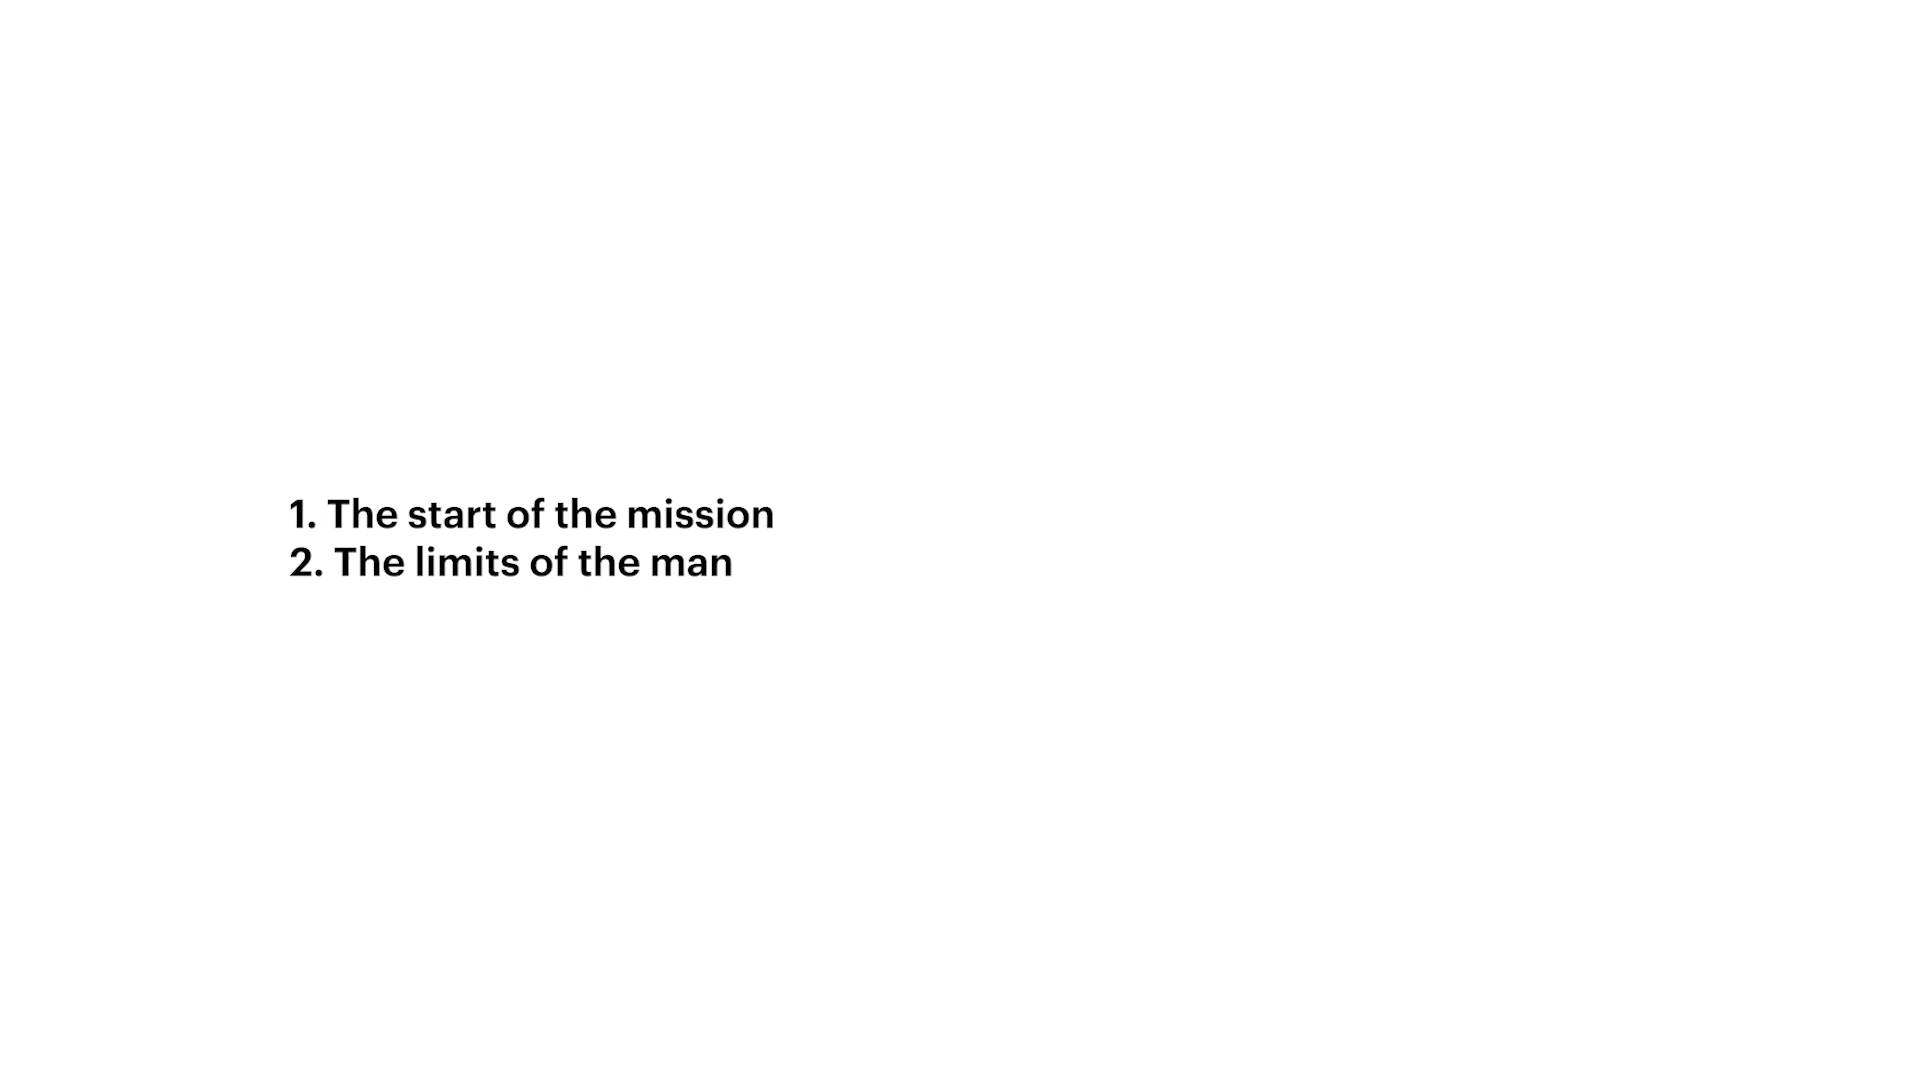 1. The start of the mission
2. The limits of the man